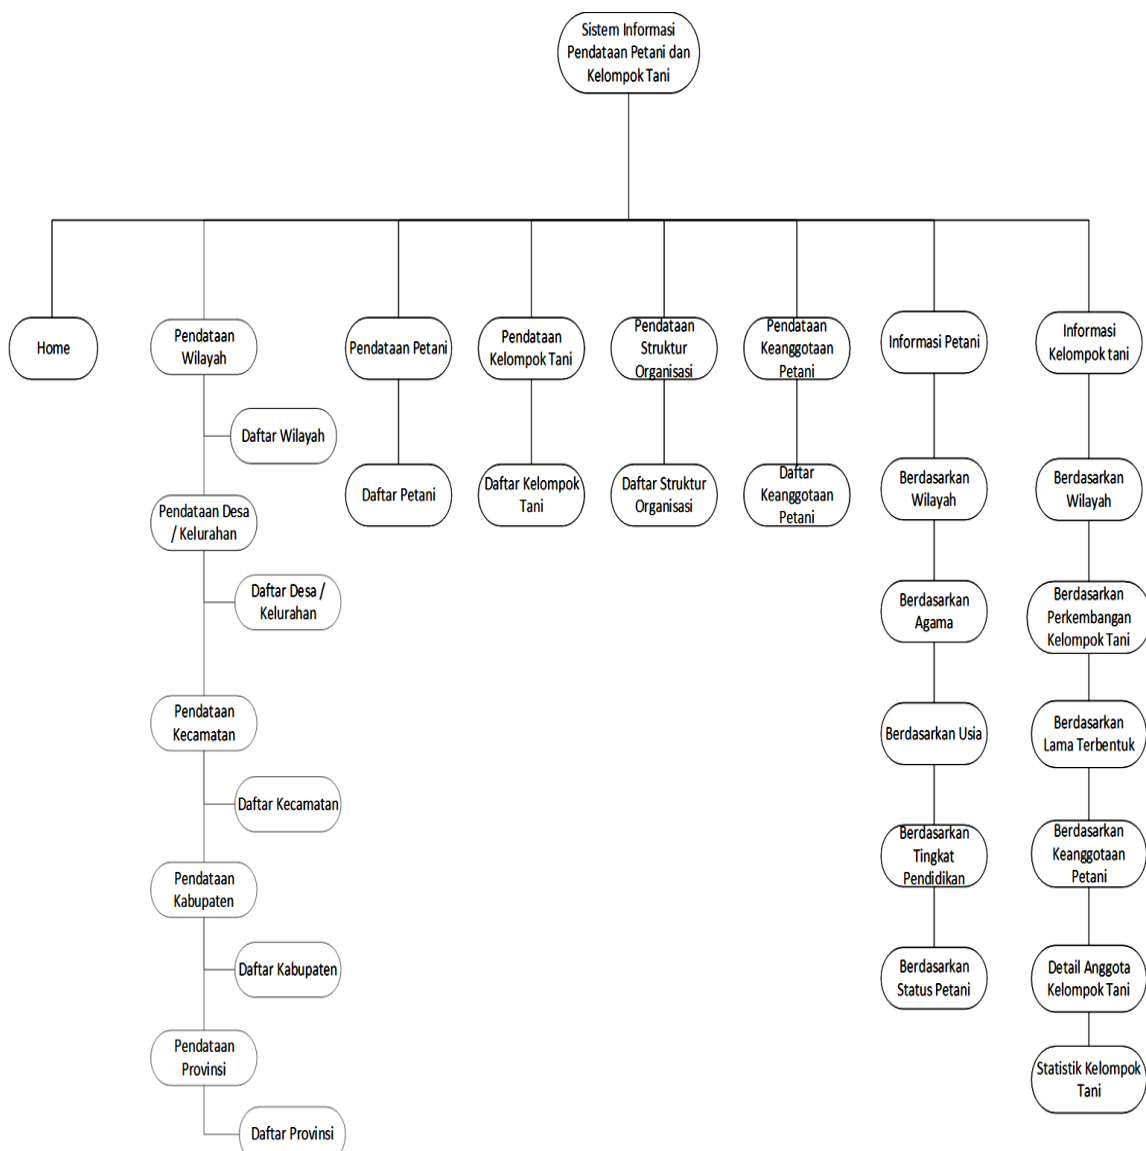 Sistem Informasi
Pendataan Petani dan
Kelompok Tani
Home
Pendataan
Wilayah
Pendataan Petani
Pendataan
Kelompok Tani
Pendataan
Struktur
Organisasi
Pendataan
Keanggotaan
Petani
Informasi Petani
Informasi
Kelompok tani
Daftar Wilayah
Pendataan Desa
/ Kelurahan
Daftar Desa /
Kelurahan
Pendataan
Kecamatan
Daftar Kecamatan
Pendataan
Kabupaten
Daftar Kabupaten
Pendataan
Provinsi
Daftar Provinsi
Daftar Petani
Daftar Kelompok
Tani
Daftar Struktur
Organisasi
Daftar
Keanggotaan
Petani
Berdasarkan
Wilayah
Berdasarkan
Agama
Berdasarkan Usia
Berdasarkan
Tingkat
Pendidikan
Berdasarkan
Status Petani
Berdasarkan
Wilayah
Berdasarkan
Perkembangan
Kelompok Tani
Berdasarkan
Lama Terbentuk
Berdasarkan
Keanggotaan
Petani
Detail Anggota
Kelompok Tani
Statistik Kelompok
Tani